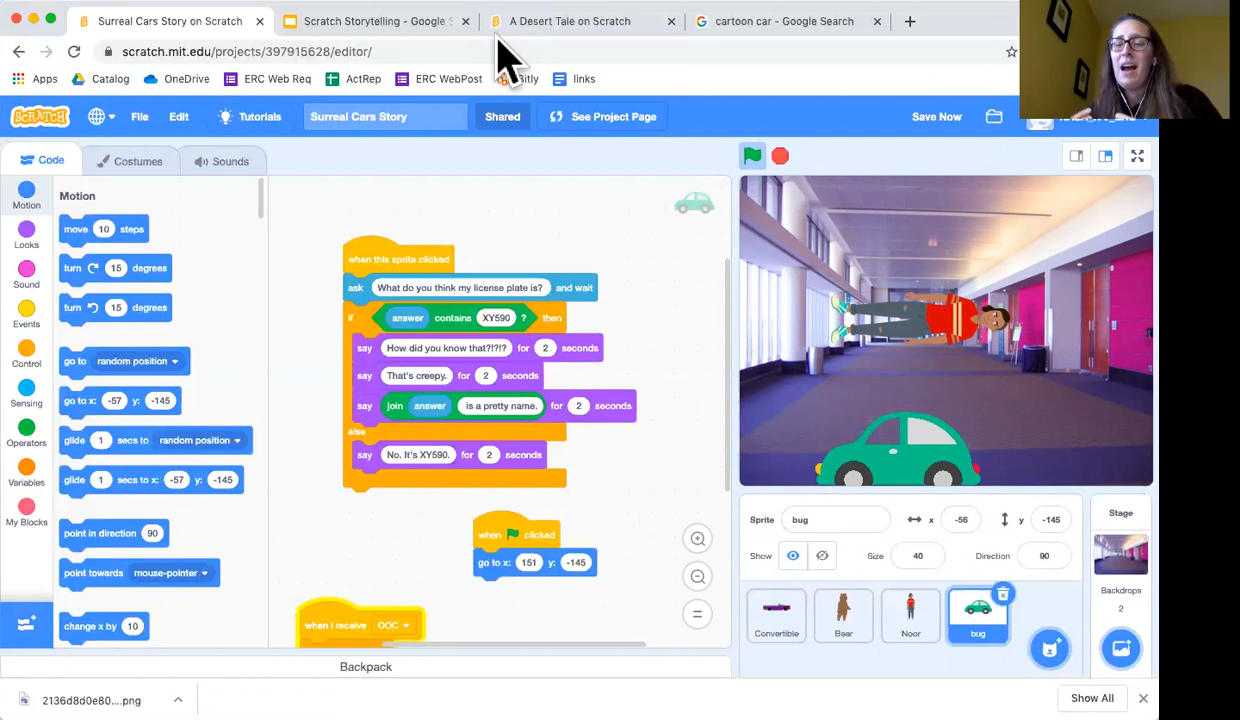 Surreal Cars Story on Scratch
Scratch Storytelling - Google S
A Desert Tale on Scratch
cartoon car - Google Search
scratch.mit.edu/projects/397915628/editor/
Apps
Catalog
OneDrive
ERC Web Req
ActRep
ERC WebPost
Bitly
links
SCRATCH
File
Edit
Tutorials
Surreal Cars Story
Shared
See Project Page
Save Now
Code
Costumes
Sounds
Motion
Looks
Sound
Events
Control
Sensing
Operators
Variables
My Blocks
Motion
move 10 steps
turn 15 degrees
turn 15 degrees
go to random position
go to x: -57 y: -145
glide 1 secs to random position
glide 1 secs to x: -57 y: -145
point in direction 90
point towards mouse-pointer
change x by 10
when this sprite clicked
ask What do you think my license plate is? and wait
if answer contains XY590 ? then
say How did you know that?!?!? for 2 seconds
say That's creepy. for 2 seconds
say join answer is a pretty name. for 2 seconds
else
say No. It's XY590. for 2 seconds
when clicked
go to x: 151 y: -145
when I receive OOC
Backpack
Sprite bug x -56 y -145
Show Size 40 Direction 90
Convertible
Bear
Noor
bug
Stage
Backdrops
2
2136d8d0e80....png
Show All